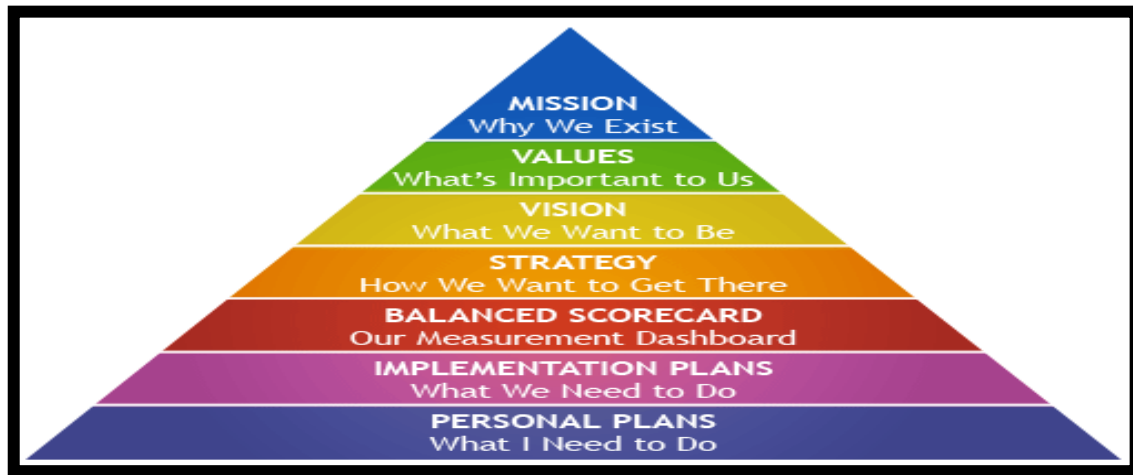 MISSION
Why We Exist
VALUES
What's Important to Us
VISION
What We Want to Be
STRATEGY
How We Want to Get There
BALANCED SCORECARD
Our Measurement Dashboard
IMPLEMENTATION PLANS
What We Need to Do
PERSONAL PLANS
What I Need to Do